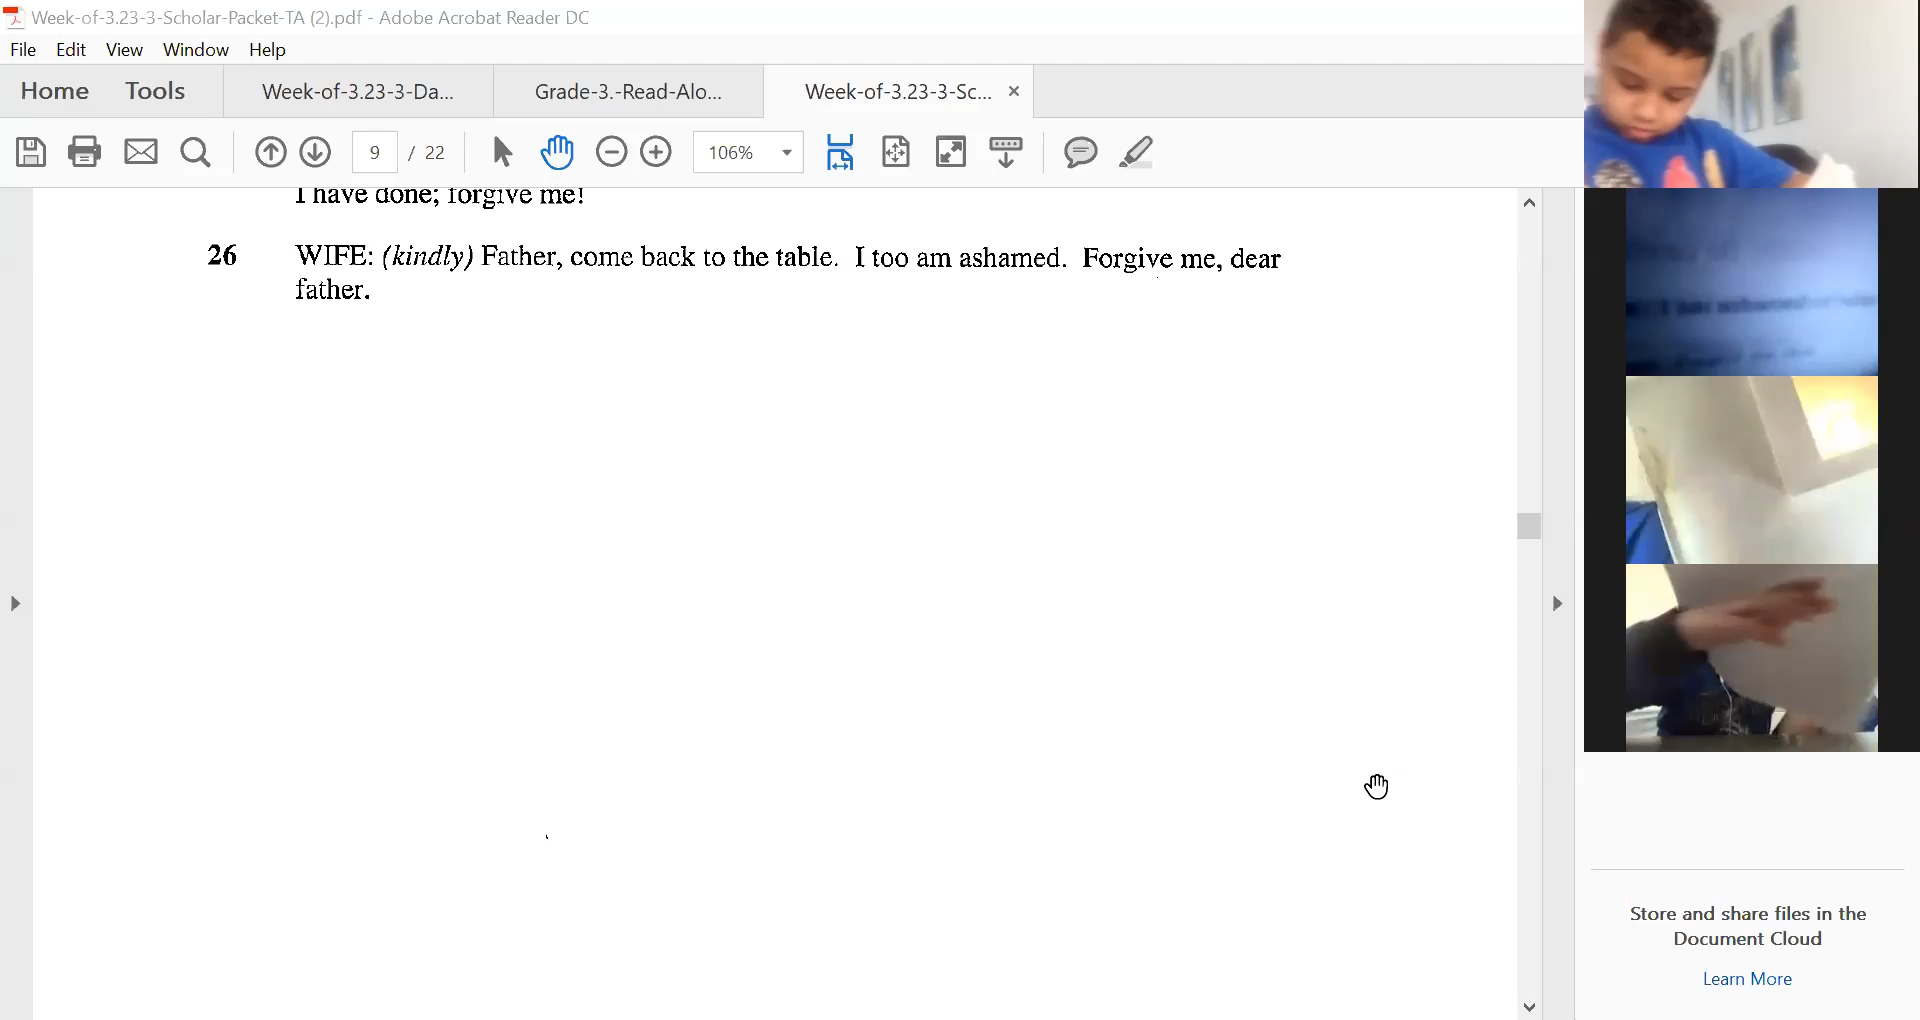 Week-of-3.23-3-Scholar-Packet-TA (2).pdf - Adobe Acrobat Reader DC
File Edit View Window Help
Home Tools Week-of-3.23-3-Da... Grade-3.-Read-Alo... Week-of-3.23-3-Sc... ×
9 / 22 106%
I have done; forgive me!
26 WIFE: (kindly) Father, come back to the table. I too am ashamed. Forgive me, dear
father.
Store and share files in the
Document Cloud
Learn More